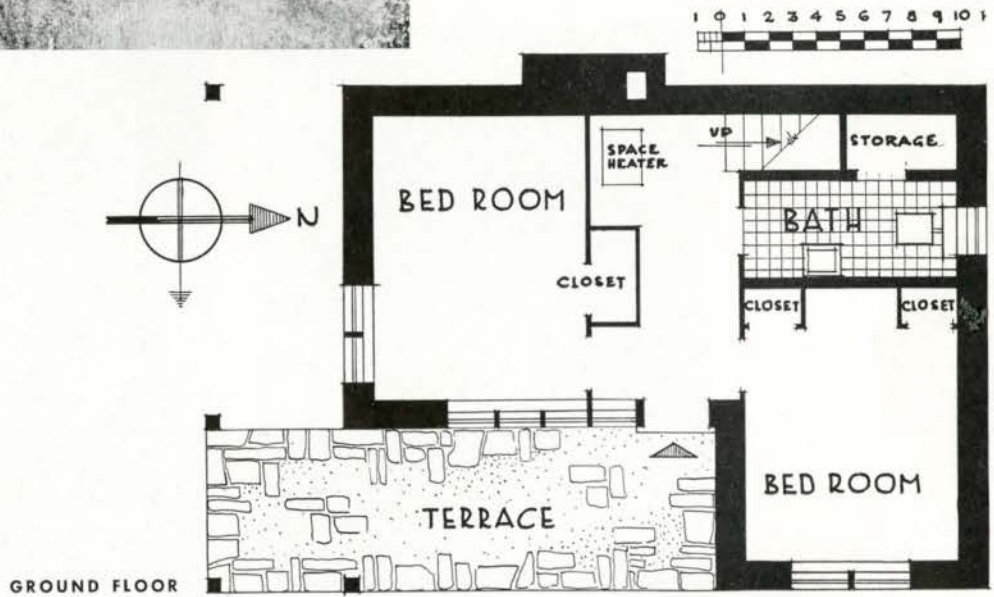 1 0 1 2 3 4 5 6 7 8 9 10
UP
STORAGE
SPACE
HEATER
BED ROOM
BATH
N
CLOSET
CLOSET
CLOSET
BED ROOM
TERRACE
GROUND FLOOR